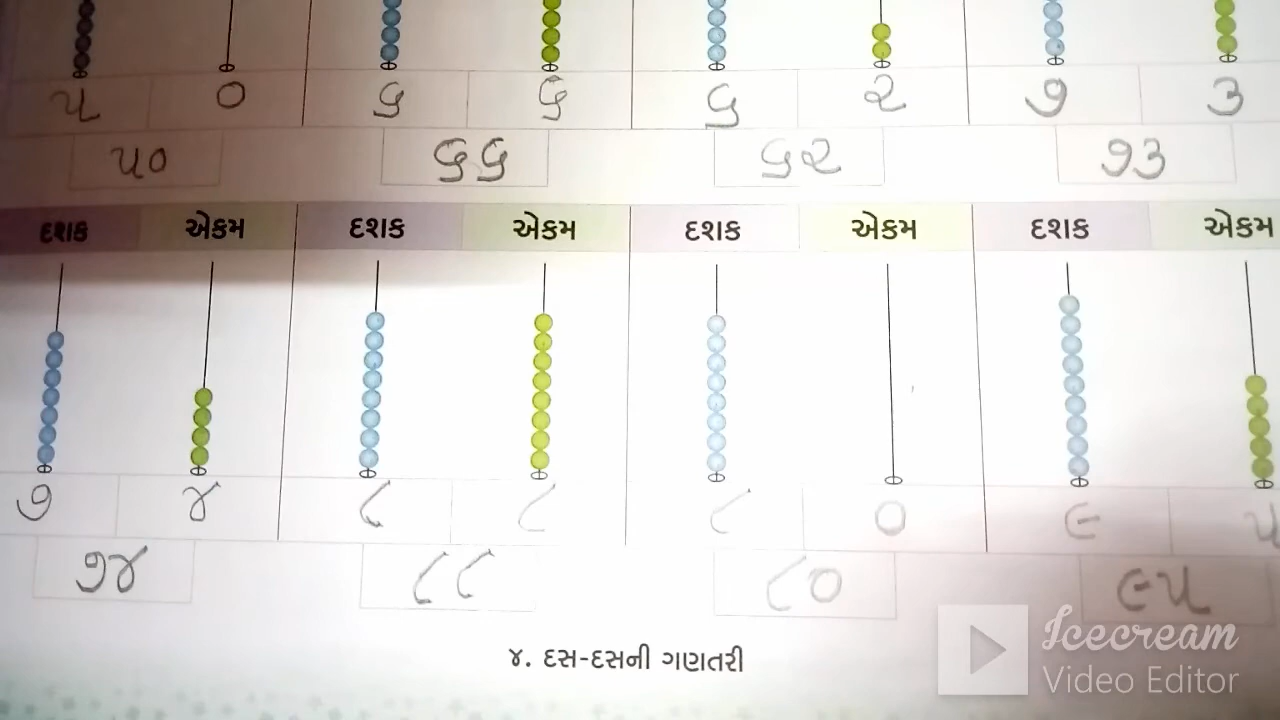 ૫ ૦ ૬ ૬ ૬ ૨ ૭ ૩
૫૦ ૬૬ ૬૨ ૭૩
દશક એકમ દશક એકમ દશક એકમ દશક એકમ
૭ ૪ ૮ ૮ ૮ ૦ ૯ ૫
૭૪ ૮૮ ૮૦ ૯૫
૪. દસ-દસની ગણતરી
Icecream
Video Editor